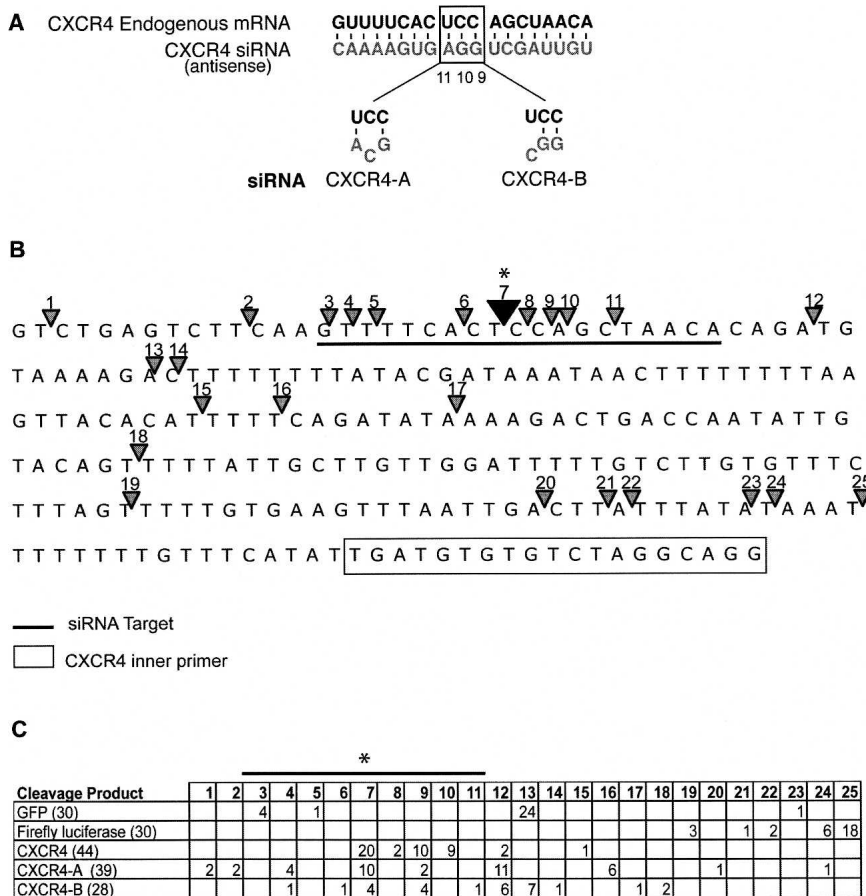 A
CXCR4 Endogenous mRNA GUUUUCAC UCC AGCUAACA
CXCR4 siRNA CAAAAGUG AGG UCGAUUGU
(antisense)
11 10 9
UCC UCC
A C G C G G
siRNA CXCR4-A CXCR4-B
B
*
1 2 3 4 5 6 7 8 9 10 11 12
G T C T G A G T C T T C A A G T T T T C A C T C C A G C T A A C A C A G A T G
13 14
T A A A A G A C T T T T T T T T A T A C G A T A A A T A A C T T T T T T T T A A
15 16 17
G T T A C A C A T T T T T C A G A T A T A A A A G A C T G A C C A A T A T T G
18
T A C A G T T T T T A T T G C T T G T T G G A T T T T T G T C T T G T G T T T C
19 20 21 22 23 24 25
T T T A G T T T T T G T G A A G T T T A A T T G A C T T A T T T A T A T A A A T
T T T T T T T G T T T C A T A T T G A T G T G T G T C T A G G C A G G
siRNA Target
CXCR4 inner primer
C
*
Cleavage Product 1 2 3 4 5 6 7 8 9 10 11 12 13 14 15 16 17 18 19 20 21 22 23 24 25
GFP (30) 4 1 24 1
Firefly luciferase (30) 3 1 2 6 18
CXCR4 (44) 20 2 10 9 2 1
CXCR4-A (39) 2 2 4 10 2 11 6 1 1
CXCR4-B (28) 1 1 4 4 1 6 7 1 1 2